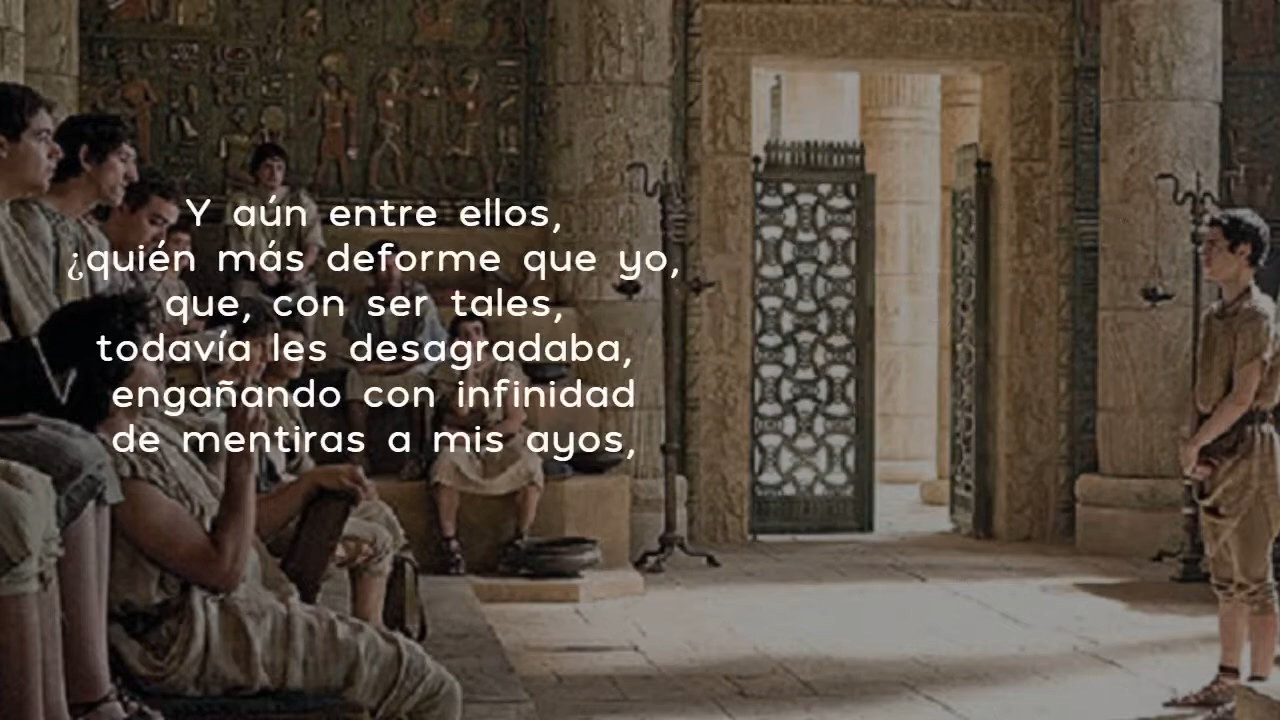 Y aún entre ellos,
¿quién más deforme que yo,
que, con ser tales,
todavía les desagradaba,
engañando con infinidad
de mentiras a mis ayos,